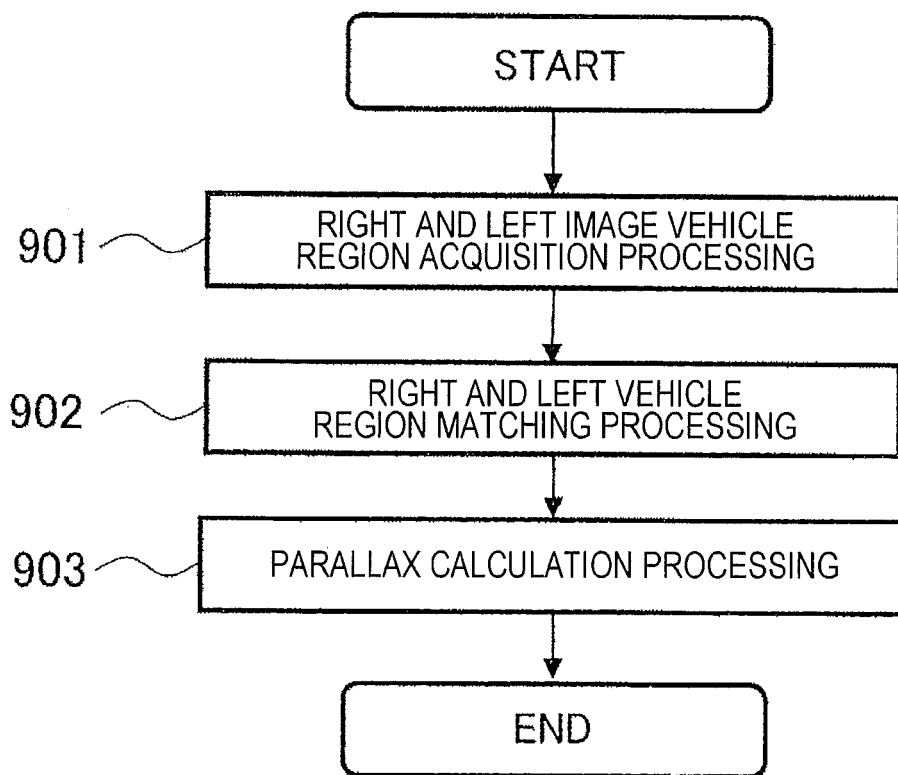 START
901
RIGHT AND LEFT IMAGE VEHICLE
REGION ACQUISITION PROCESSING
902
RIGHT AND LEFT VEHICLE
REGION MATCHING PROCESSING
903
PARALLAX CALCULATION PROCESSING
END